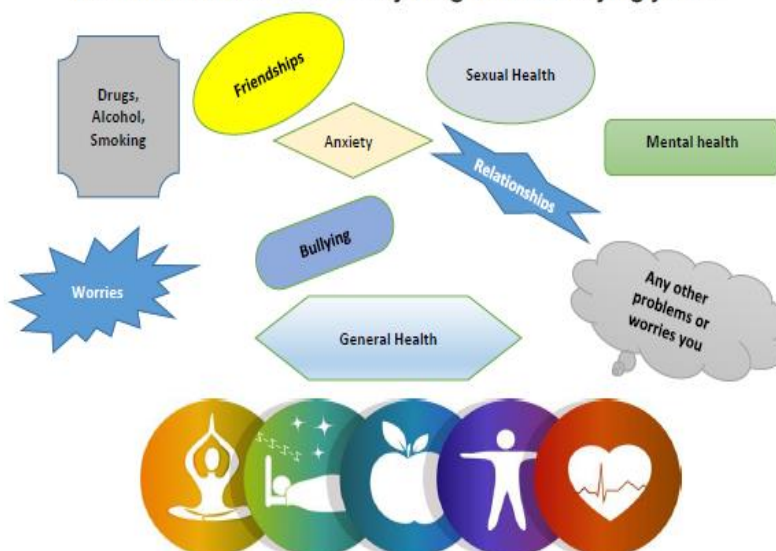 Friendships
Sexual Health
Drugs,
Alcohol,
Smoking
Anxiety
Mental health
Relationships
Bullying
Worries
Any other
problems or
worries you
General Health